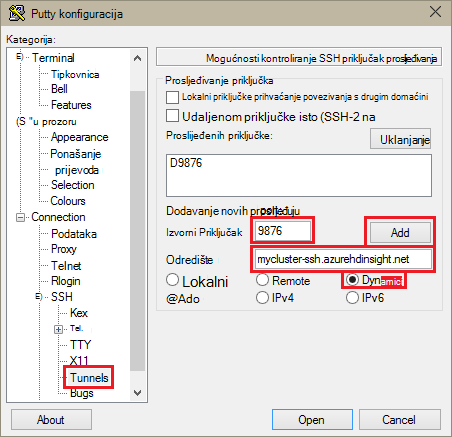 Putty konfiguracija
Kategorija:
Terminal
Tipkovnica
Bell
Features
(S "u prozoru
Appearance
Ponašanje
prijevoda
Selection
Colours
Connection
Podataka
Proxy
Telnet
Rlogin
SSH
Kex
Tel.
TTY
X11
Tunnels
Bugs
Mogućnosti kontroliranje SSH priključak prosljeđivanja
Prosljeđivanje priključka
Lokalni priključke prihvaćanje povezivanja s drugim domaćini
Udaljenom priključke isto (SSH-2 na
Proslijeđenih priključke:
Uklanjanje
D9876
Dodavanje novih
Izvorni Priključak
9876
Add
Odredište
mycluster-ssh.azurehdinsight.net
Lokalni
Remote
Dynamic
@Ado
IPv4
IPv6
About
Open
Cancel